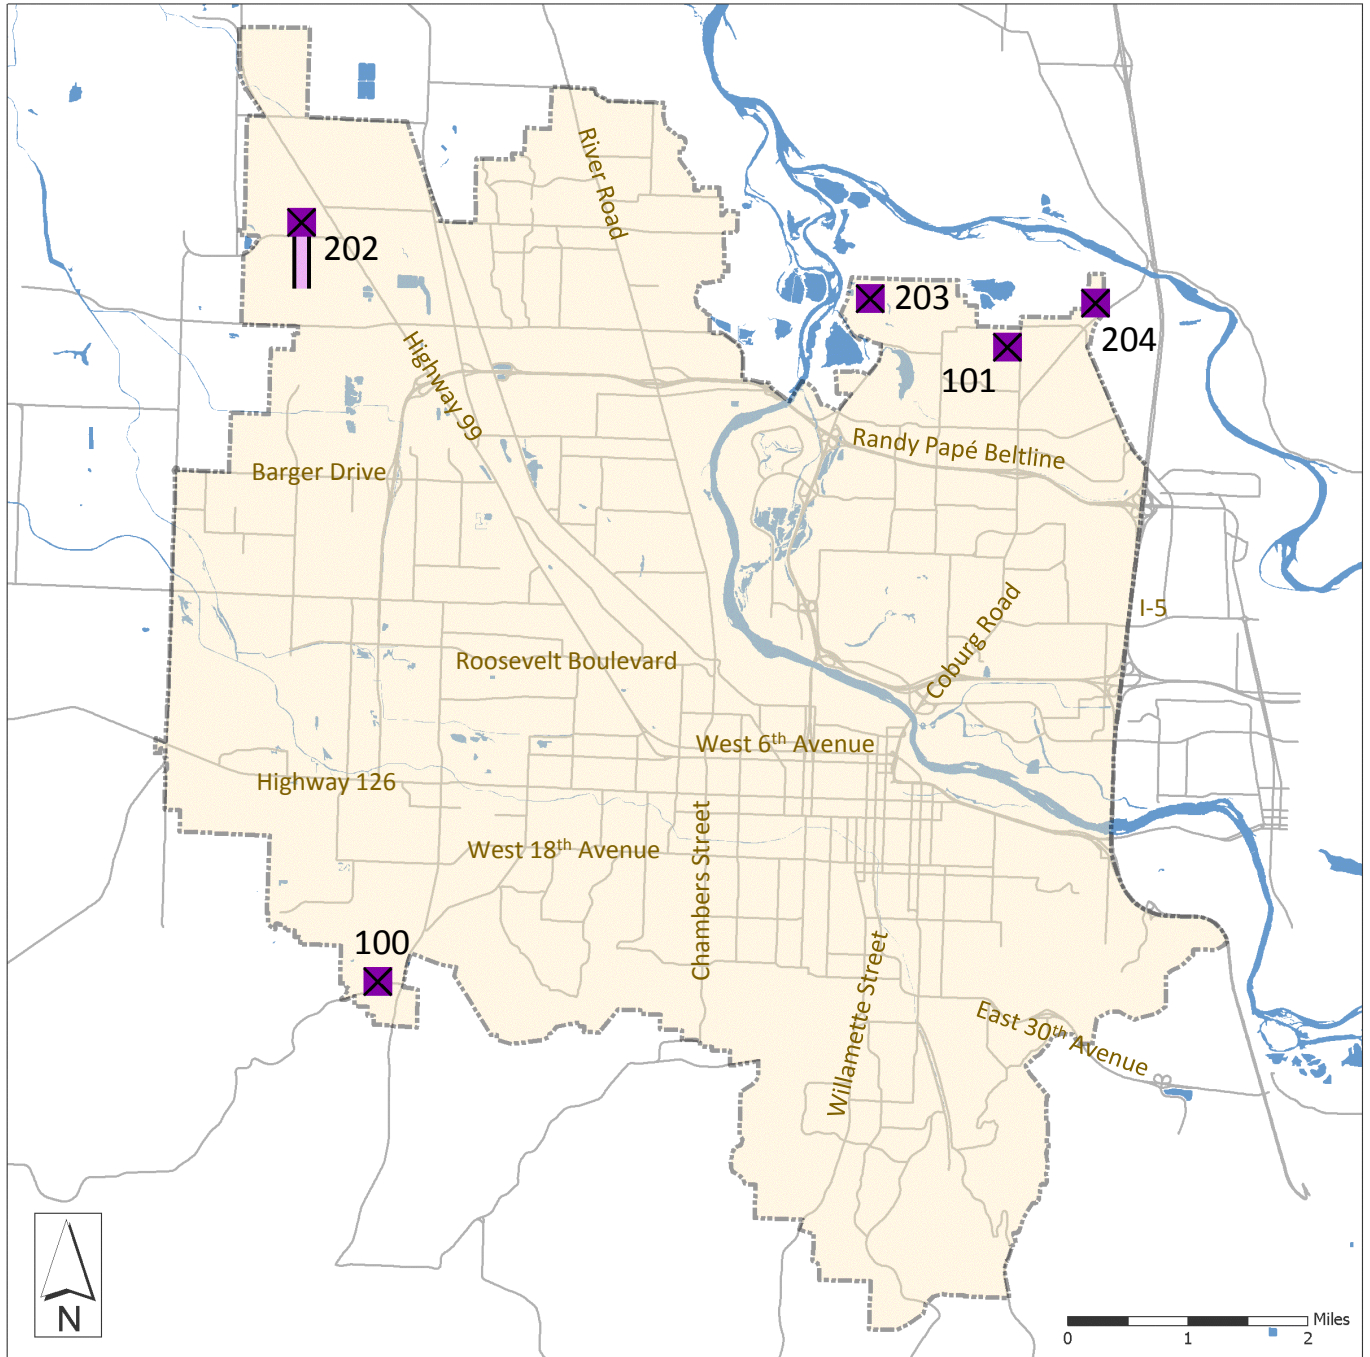 River Road
202
203
204
101
Highway 99
Randy Papé Beltline
Barger Drive
I-5
Coburg Road
Roosevelt Boulevard
West 6th Avenue
Highway 126
Chambers Street
West 18th Avenue
100
Willamette Street
East 30th Avenue
N
Miles
0 1 2